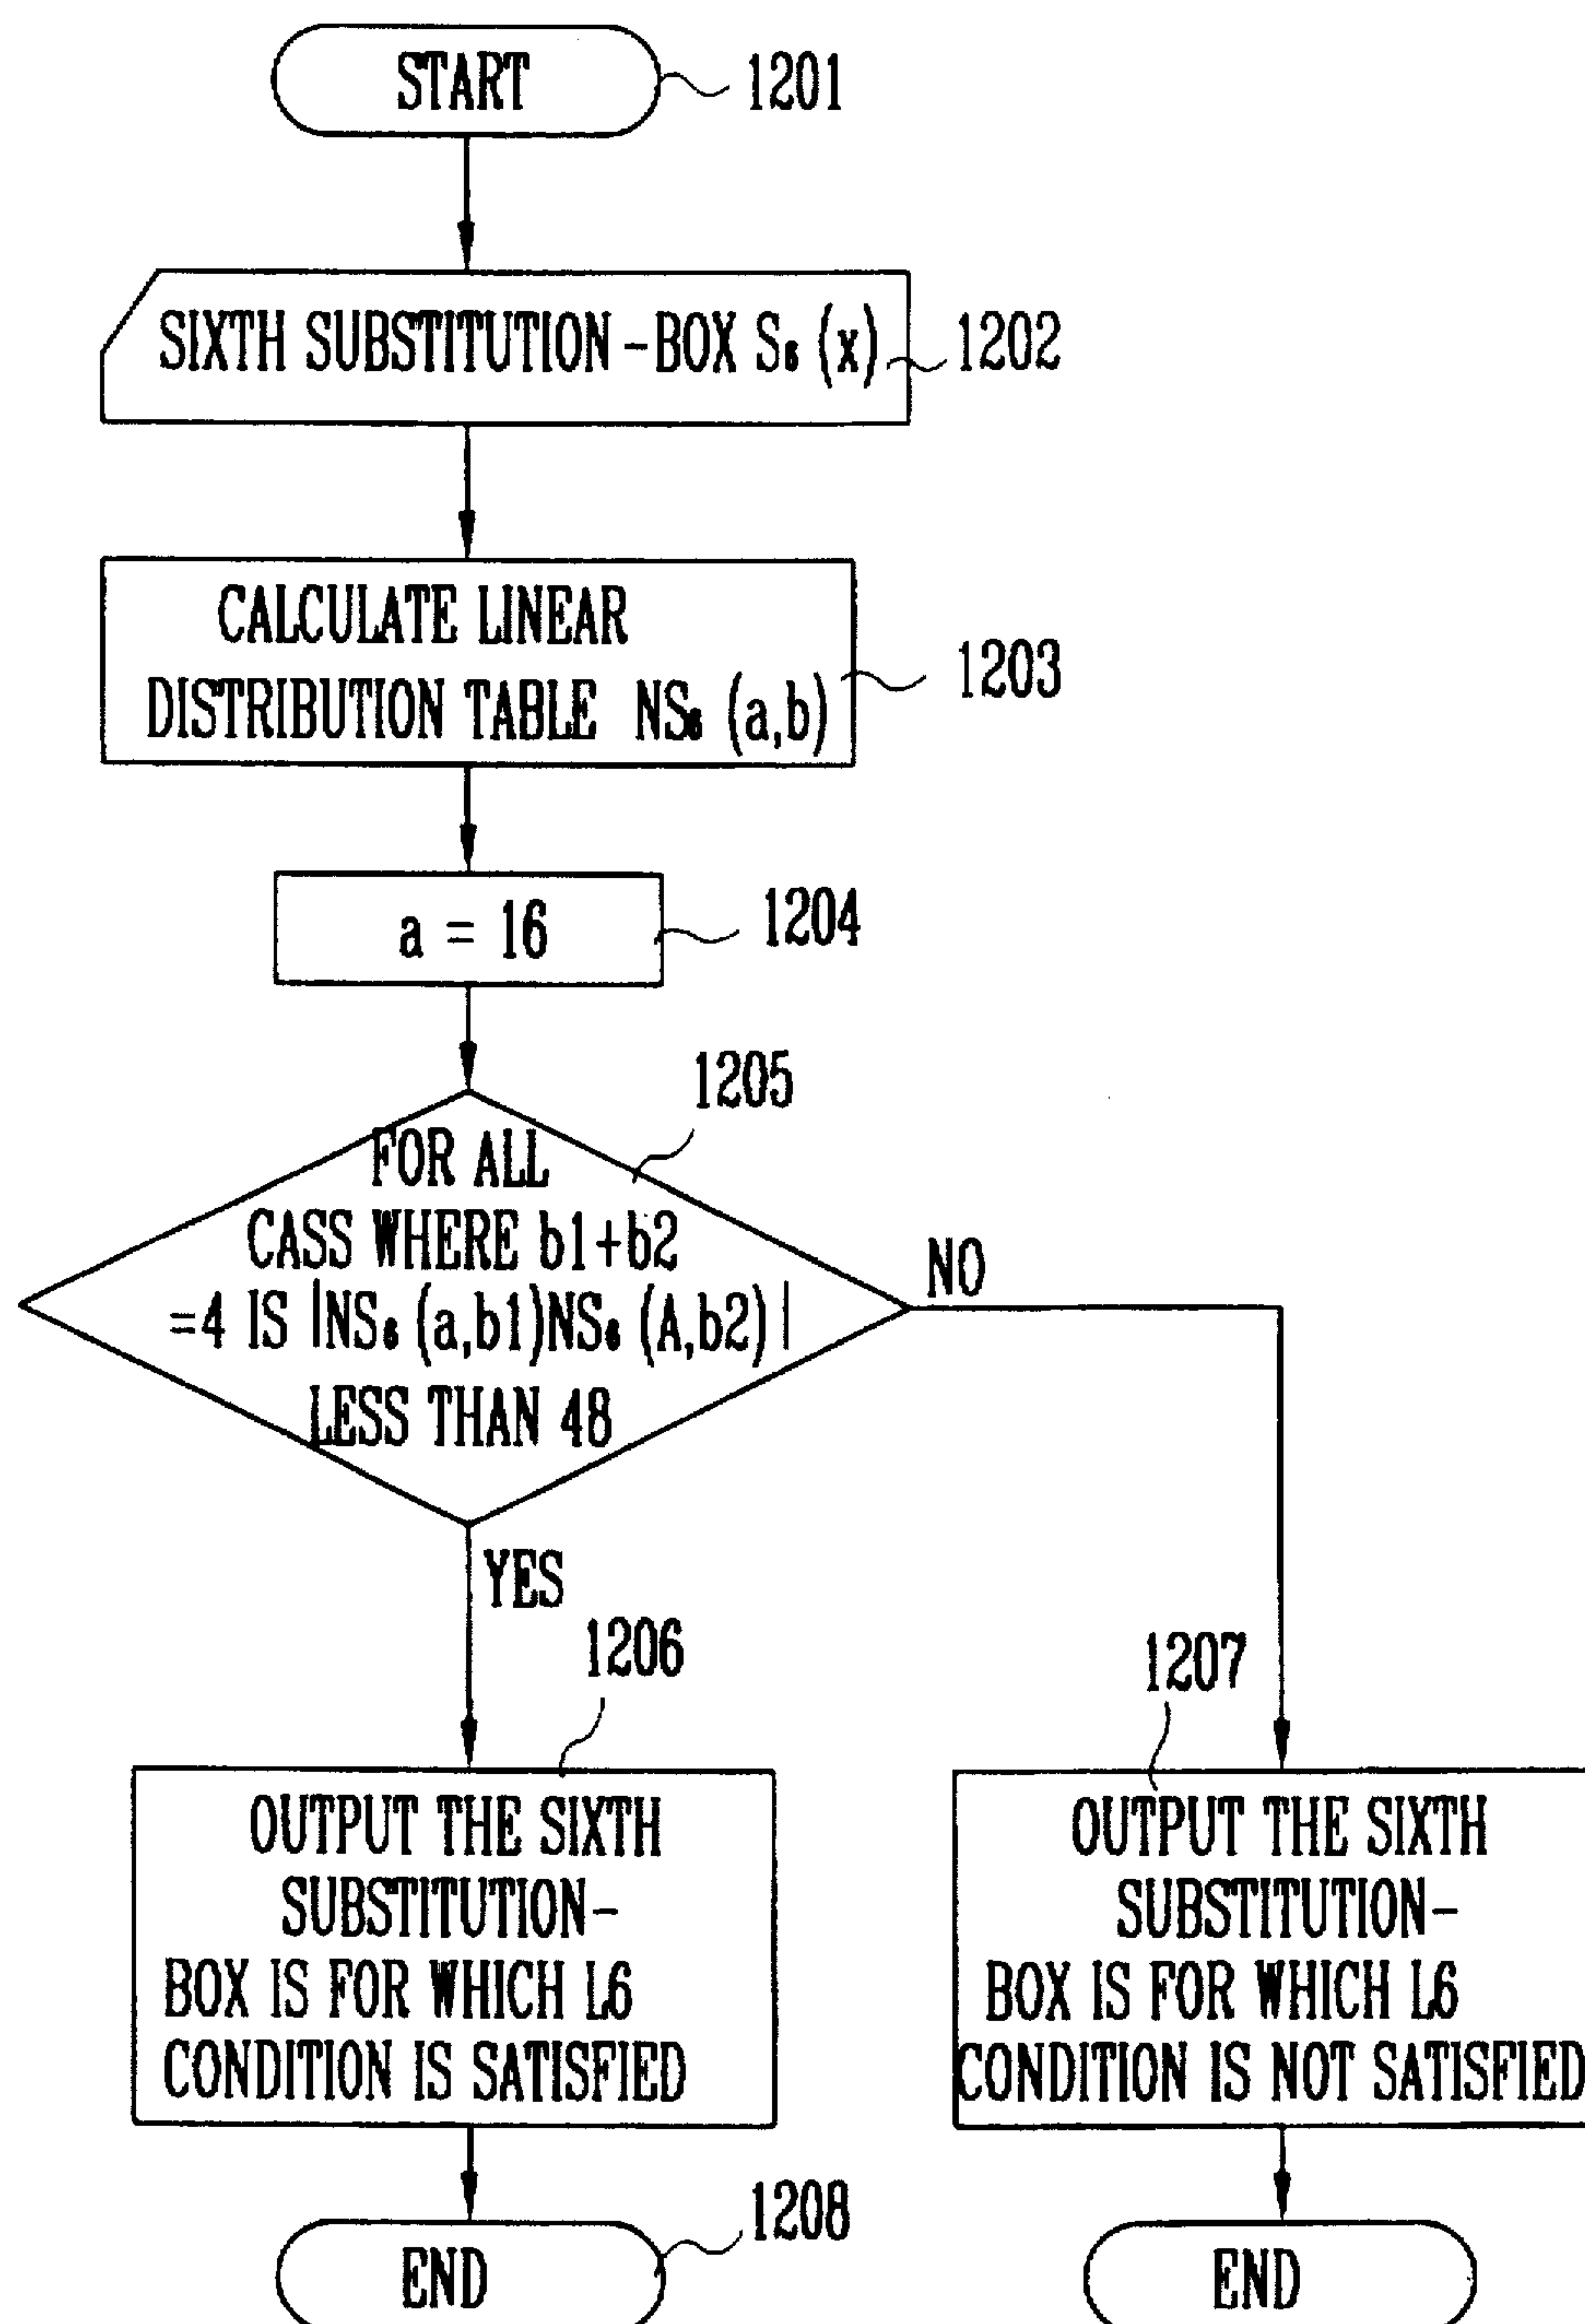 START
1201
SIXTH SUBSTITUTION-BOX S₆ (x)
1202
CALCULATE LINEAR
DISTRIBUTION TABLE NS₆ (a,b)
1203
a = 16
1204
1205
FOR ALL
CASS WHERE b1+b2
=4 IS |NS₆ (a,b1)NS₆ (A,b2)|
LESS THAN 48
NO
YES
1206
OUTPUT THE SIXTH
SUBSTITUTION-
BOX IS FOR WHICH L6
CONDITION IS SATISFIED
1207
OUTPUT THE SIXTH
SUBSTITUTION-
BOX IS FOR WHICH L6
CONDITION IS NOT SATISFIED
END
1208
END